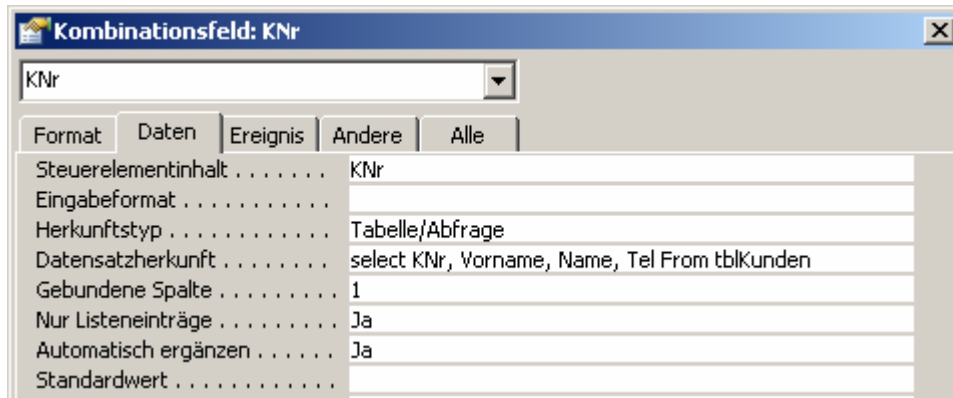 Kombinationsfeld: KNr
KNr
Format Daten Ereignis Andere Alle
Steuerelementinhalt . . . . . . . KNr
Eingabeformat . . . . . . . . . . .
Herkunftstyp . . . . . . . . . . . . Tabelle/Abfrage
Datensatzherkunft . . . . . . . . select KNr, Vorname, Name, Tel From tblKunden
Gebundene Spalte . . . . . . . . . 1
Nur Listeneinträge . . . . . . . . . Ja
Automatisch ergänzen . . . . . . Ja
Standardwert . . . . . . . . . . . .